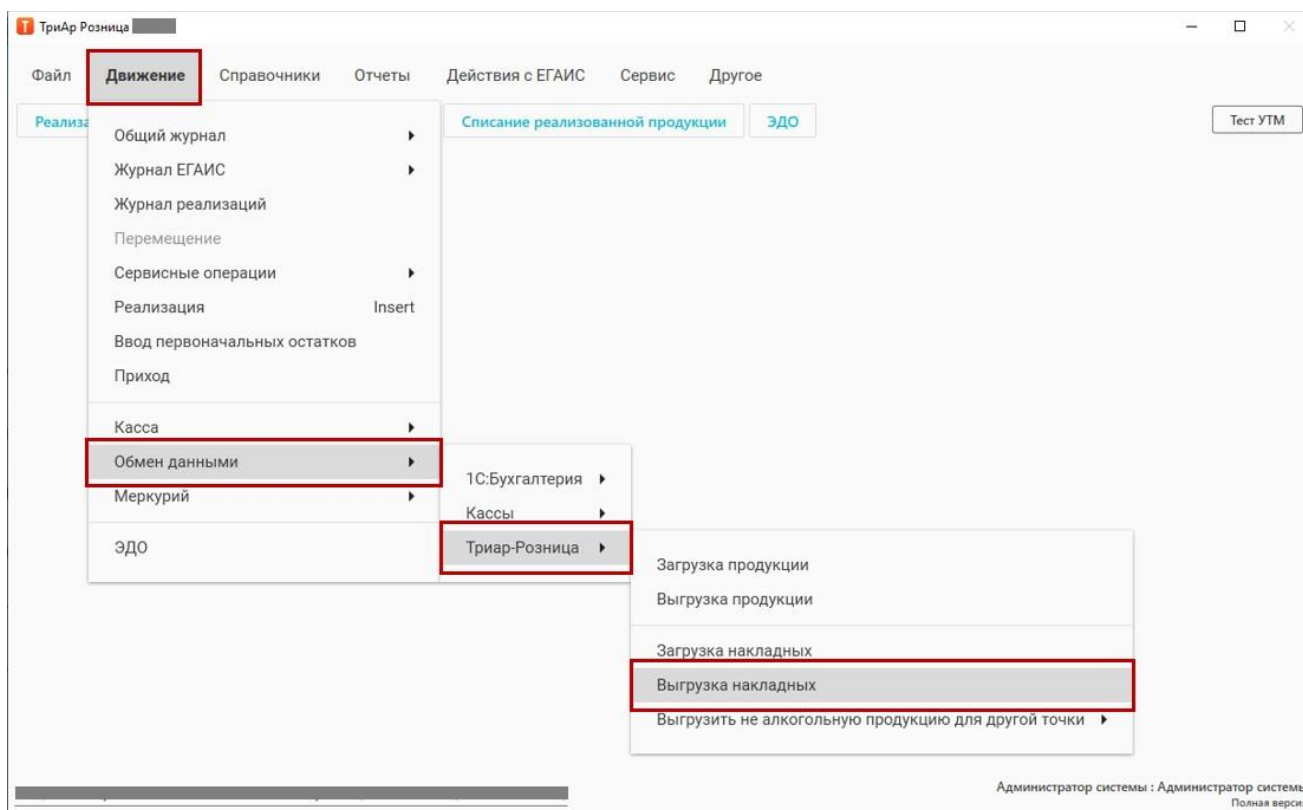 ТриАр Розница
Файл Движение Справочники Отчеты Действия с ЕГАИС Сервис Другое
Реализа Списание реализованной продукции ЭДО Тест УТМ
Общий журнал
Журнал ЕГАИС
Журнал реализаций
Перемещение
Сервисные операции
Реализация Insert
Ввод первоначальных остатков
Приход
Касса
Обмен данными
Меркурий
ЭДО
1С:Бухгалтерия
Кассы
Триар-Розница
Загрузка продукции
Выгрузка продукции
Загрузка накладных
Выгрузка накладных
Выгрузить не алкогольную продукцию для другой точки
Администратор системы : Администратор системы
Полная верси